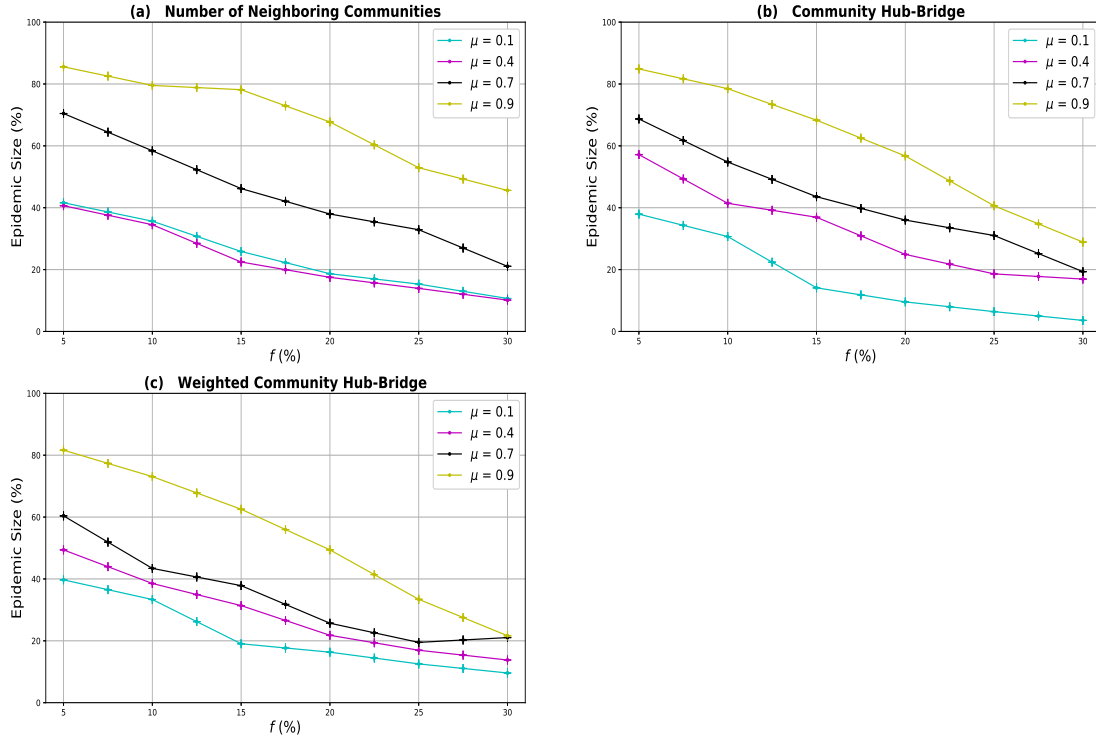 (a) Number of Neighboring Communities
100
80
60
40
20
0
Epidemic Size (%)
5 10 15 20 25 30
f (%)
μ = 0.1
μ = 0.4
μ = 0.7
μ = 0.9
(b) Community Hub-Bridge
100
80
60
40
20
0
Epidemic Size (%)
5 10 15 20 25 30
f (%)
μ = 0.1
μ = 0.4
μ = 0.7
μ = 0.9
(c) Weighted Community Hub-Bridge
100
80
60
40
20
0
Epidemic Size (%)
5 10 15 20 25 30
f (%)
μ = 0.1
μ = 0.4
μ = 0.7
μ = 0.9